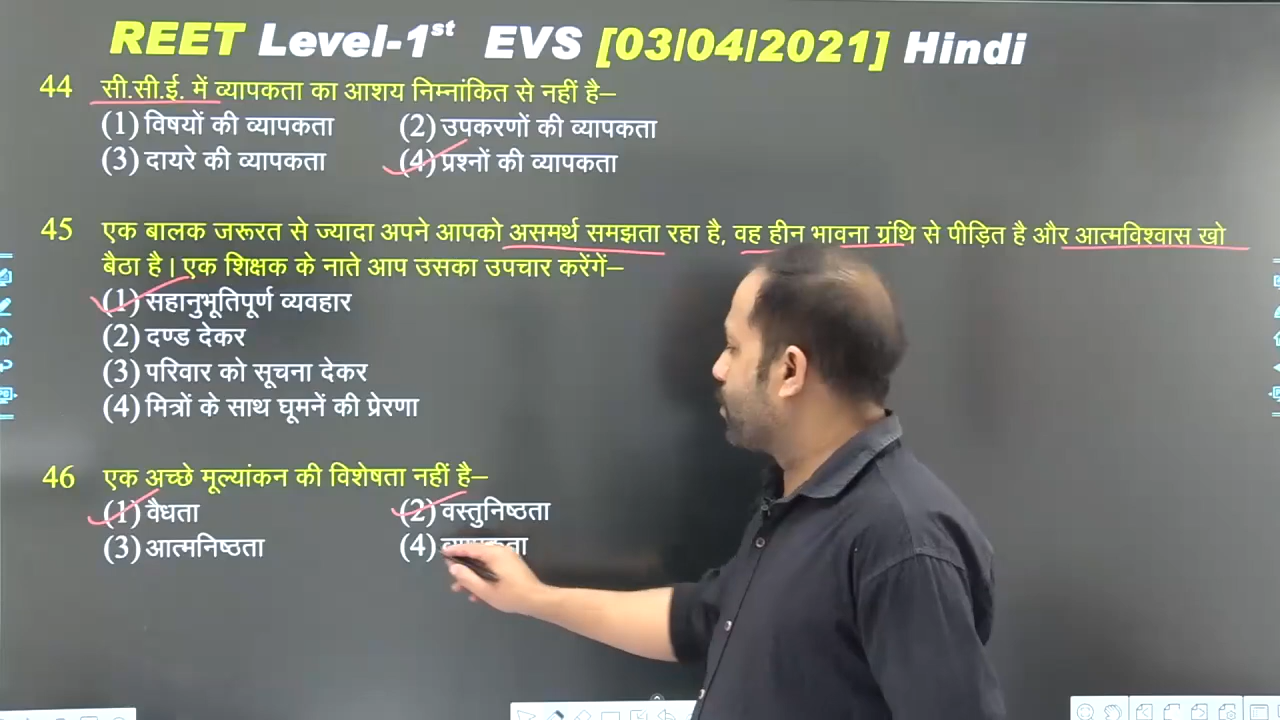 REET Level-1st EVS [03/04/2021] Hindi
44 सी.सी.ई. में व्यापकता का आशय निम्नांकित से नहीं है–
(1) विषयों की व्यापकता (2) उपकरणों की व्यापकता
(3) दायरे की व्यापकता (4) प्रश्नों की व्यापकता
45 एक बालक जरूरत से ज्यादा अपने आपको असमर्थ समझता रहा है, वह हीन भावना ग्रंथि से पीड़ित है और आत्मविश्वास खो
बैठा है। एक शिक्षक के नाते आप उसका उपचार करेंगें–
(1) सहानुभूतिपूर्ण व्यवहार
(2) दण्ड देकर
(3) परिवार को सूचना देकर
(4) मित्रों के साथ घूमनें की प्रेरणा
46 एक अच्छे मूल्यांकन की विशेषता नहीं है–
(1) वैधता (2) वस्तुनिष्ठता
(3) आत्मनिष्ठता (4)